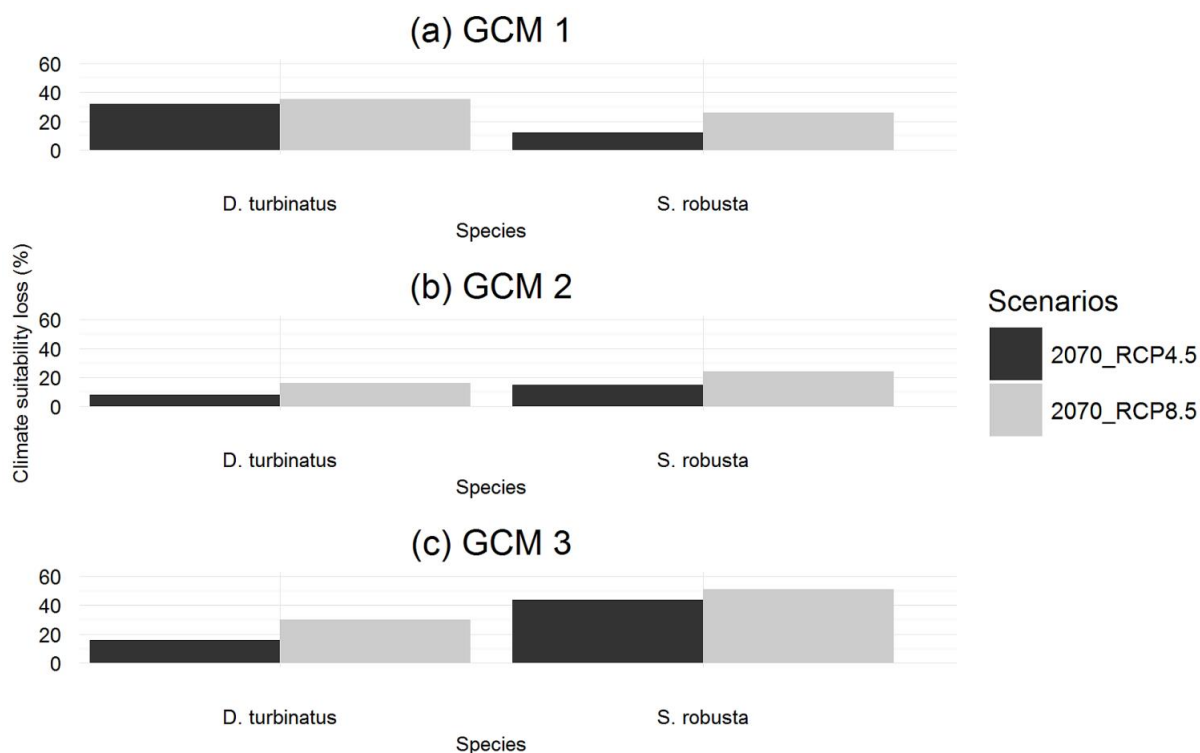 (a) GCM 1
60
40
20
0
D. turbinatus S. robusta
Species
Climate suitability loss (%)
(b) GCM 2
60
40
20
0
D. turbinatus S. robusta
Species
(c) GCM 3
60
40
20
0
D. turbinatus S. robusta
Species
Scenarios
2070_RCP4.5
2070_RCP8.5